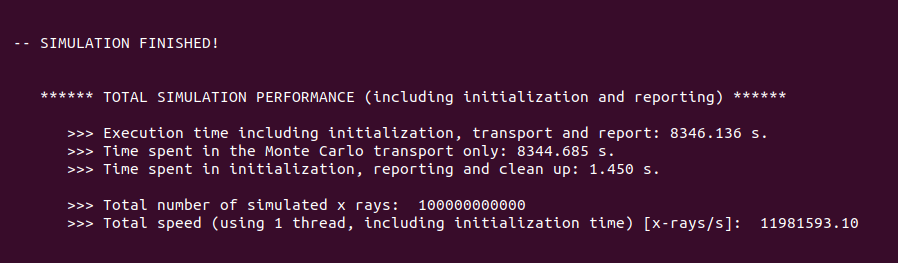 -- SIMULATION FINISHED!
****** TOTAL SIMULATION PERFORMANCE (including initialization and reporting) ******
>>> Execution time including initialization, transport and report: 8346.136 s.
>>> Time spent in the Monte Carlo transport only: 8344.685 s.
>>> Time spent in initialization, reporting and clean up: 1.450 s.
>>> Total number of simulated x rays:  100000000000
>>> Total speed (using 1 thread, including initialization time) [x-rays/s]:  11981593.10